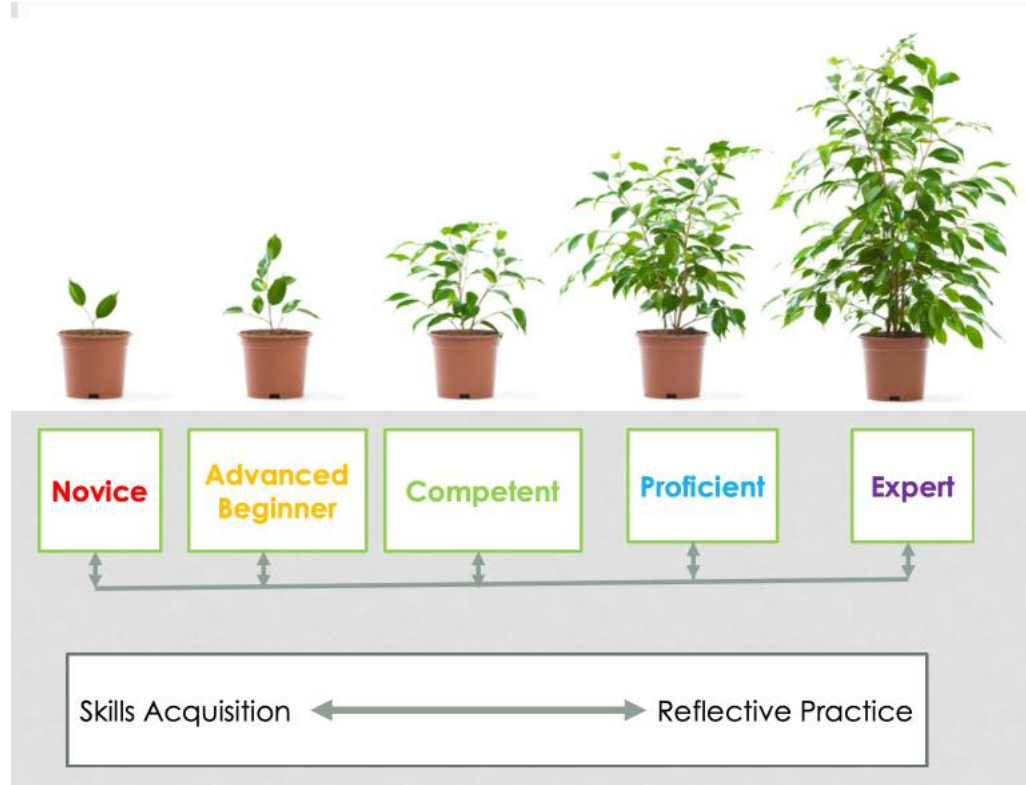 Novice
Advanced
Beginner
Competent
Proficient
Expert
Skills Acquisition
Reflective Practice